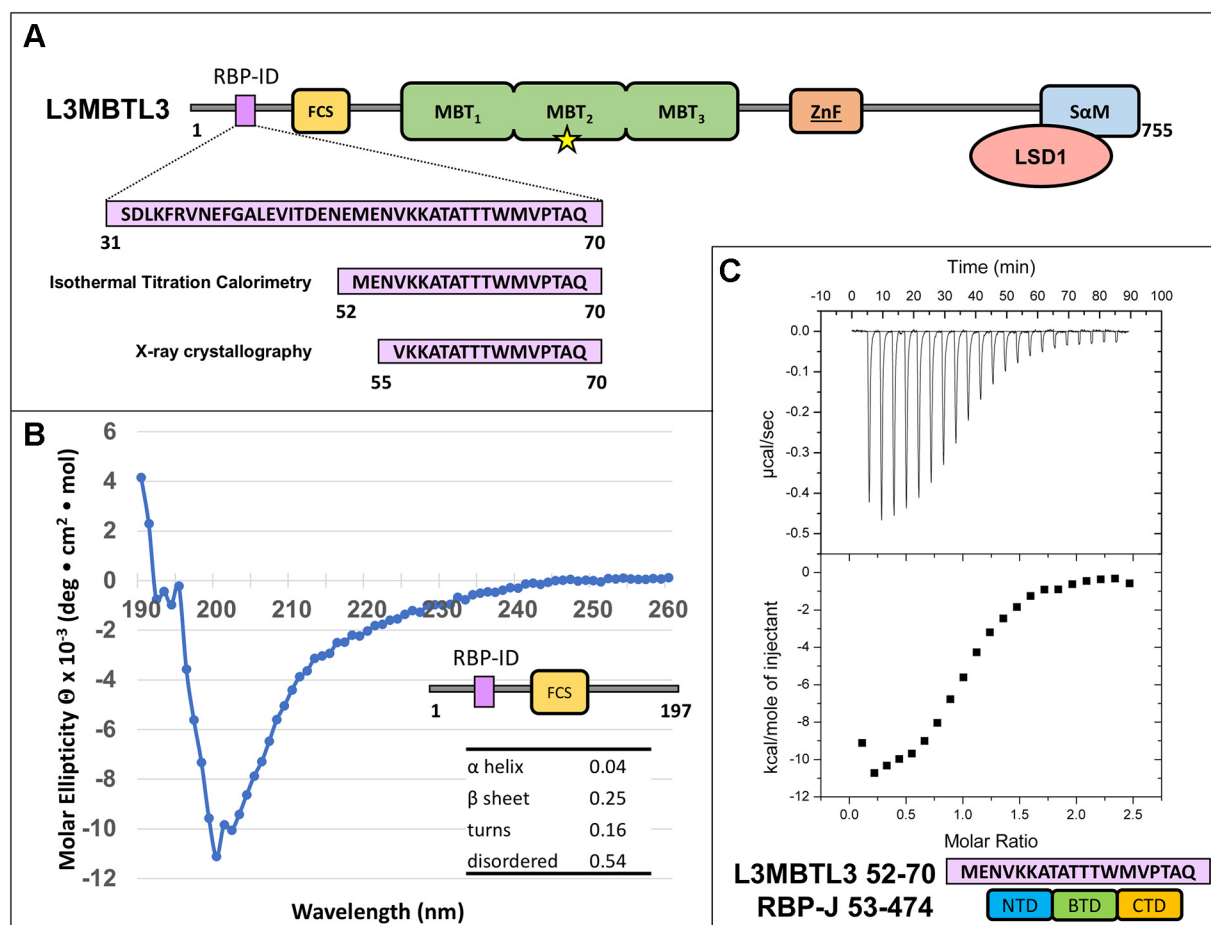 A
RBP-ID
L3MBTL3
FCS
MBT1
MBT2
MBT3
ZnF
SαM
1
755
LSD1
SDLKFRVNEFGALEVITDENEMENVKKATATTTWMVPTAQ
31
70
Isothermal Titration Calorimetry
MENVKKATATTTWMVPTAQ
52
70
X-ray crystallography
VKKATATTTWMVPTAQ
55
70
B
Molar Ellipticity Θ x 10-3 (deg • cm2 • mol)
6
4
2
0
-2
-4
-6
-8
-10
-12
190 200 210 220 230 240 250 260
RBP-ID
FCS
1
197
α helix 0.04
β sheet 0.25
turns 0.16
disordered 0.54
Wavelength (nm)
C
Time (min)
-10 0 10 20 30 40 50 60 70 80 90 100
0.0
-0.1
-0.2
-0.3
-0.4
-0.5
µcal/sec
0
-2
-4
-6
-8
-10
-12
kcal/mole of injectant
0.0 0.5 1.0 1.5 2.0 2.5
Molar Ratio
L3MBTL3 52-70
MENVKKATATTTWMVPTAQ
RBP-J 53-474
NTD
BTD
CTD